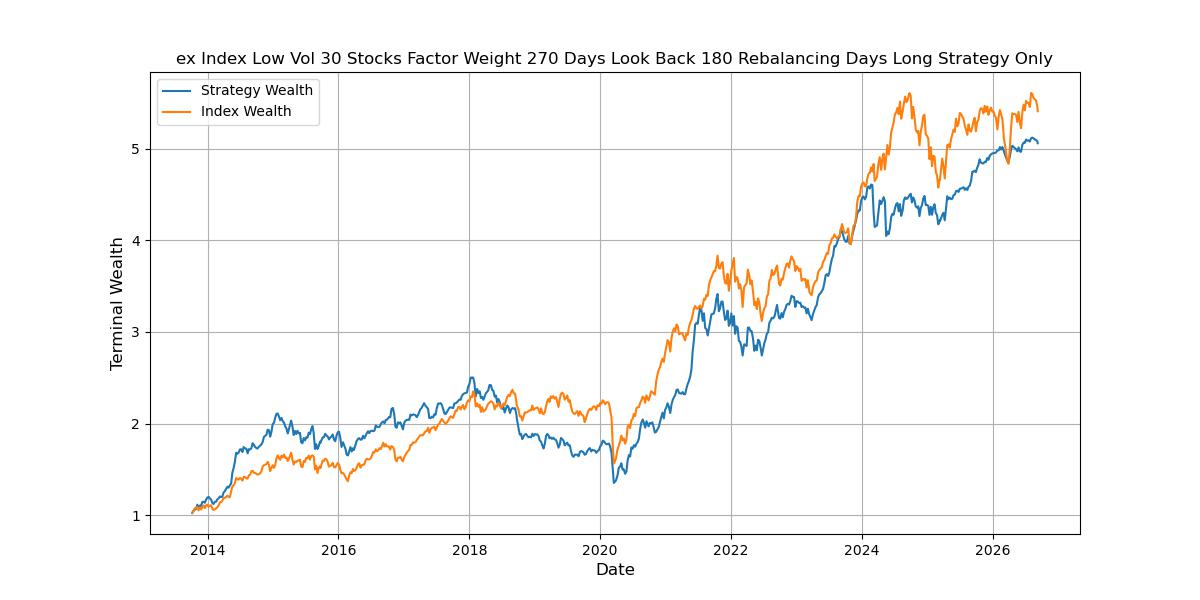 ex Index Low Vol 30 Stocks Factor Weight 270 Days Look Back 180 Rebalancing Days Long Strategy Only
Strategy Wealth
Index Wealth
Terminal Wealth
5
4
3
2
1
2014 2016 2018 2020 2022 2024 2026
Date